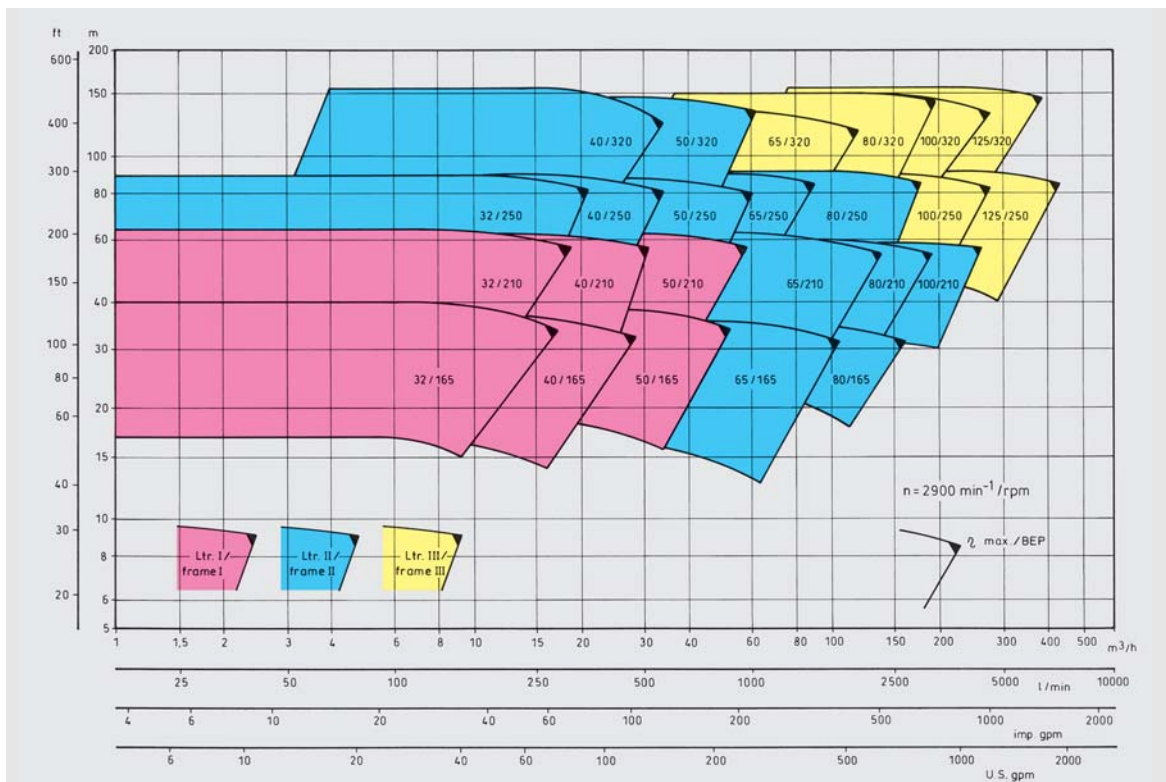 ft m
200
600
150
400
40/320 50/320 65/320 80/320 100/320 125/320
100
300
80
32/250 40/250 50/250 65/250 80/250 100/250 125/250
200
60
150
32/210 40/210 50/210 65/210 80/210 100/210
40
100
30
80
32/165 40/165 50/165 65/165 80/165
60
20
15
40
n=2900 min⁻¹/rpm
10
30
η max./BEP
Ltr. I/ Ltr. II/ Ltr. III/
frame I frame II frame III
8
20
6
5
1 1,5 2 3 4 6 8 10 15 20 30 40 60 80 100 150 200 300 400 500 m³/h
25 50 100 250 500 1000 2500 5000 l/min 10000
4 6 10 20 40 60 100 200 500 1000 2000
imp. gpm
6 10 20 40 60 100 200 500 1000 2000
U.S. gpm